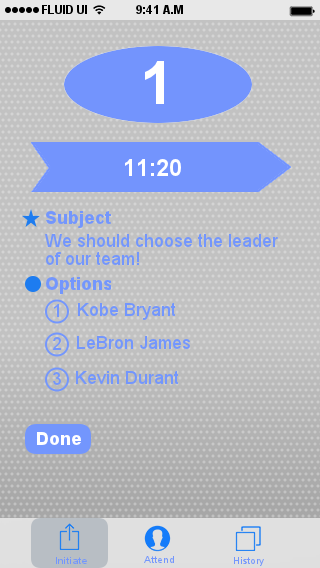 FLUID UI 9:41 A.M
1
11:20
Subject
We should choose the leader
of our team!
Options
1 Kobe Bryant
2 LeBron James
3 Kevin Durant
Done
Initiate Attend History